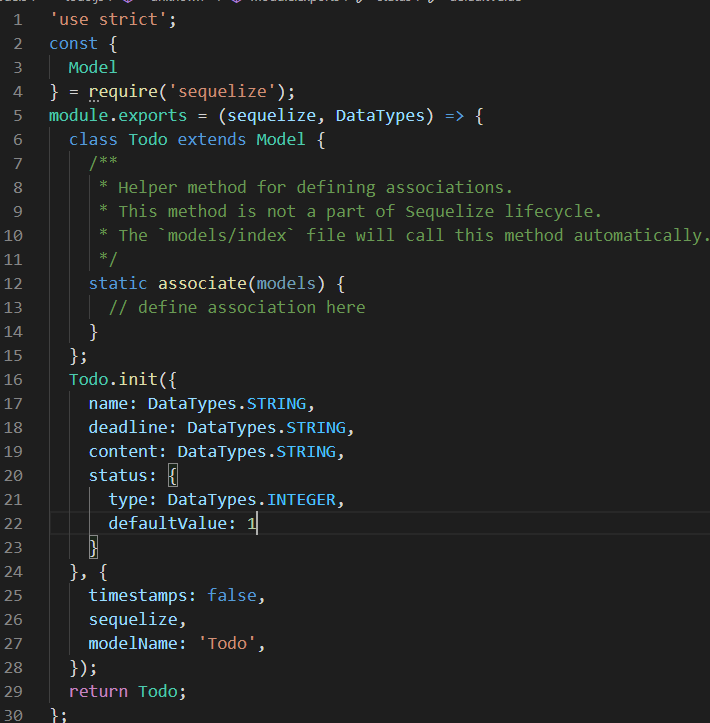 1 'use strict';
2 const {
3   Model
4 } = require('sequelize');
5 module.exports = (sequelize, DataTypes) => {
6   class Todo extends Model {
7     /**
8      * Helper method for defining associations.
9      * This method is not a part of Sequelize lifecycle.
10      * The `models/index` file will call this method automatically.
11      */
12     static associate(models) {
13       // define association here
14     }
15   };
16   Todo.init({
17     name: DataTypes.STRING,
18     deadline: DataTypes.STRING,
19     content: DataTypes.STRING,
20     status: {
21       type: DataTypes.INTEGER,
22       defaultValue: 1
23     }
24   }, {
25     timestamps: false,
26     sequelize,
27     modelName: 'Todo',
28   });
29   return Todo;
30 };